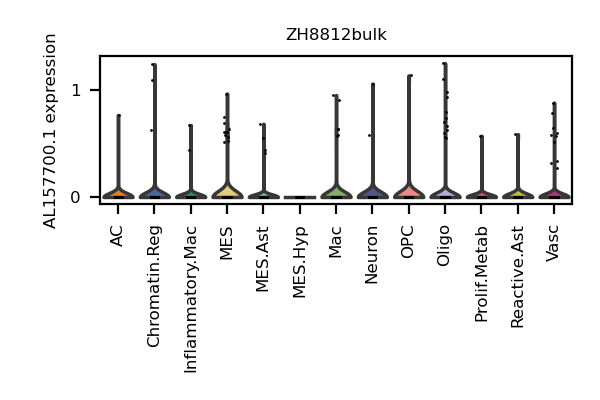 ZH8812bulk
AL157700.1 expression
1
0
AC
Chromatin.Reg
Inflammatory.Mac
MES
MES.Ast
MES.Hyp
Mac
Neuron
OPC
Oligo
Prolif.Metab
Reactive.Ast
Vasc